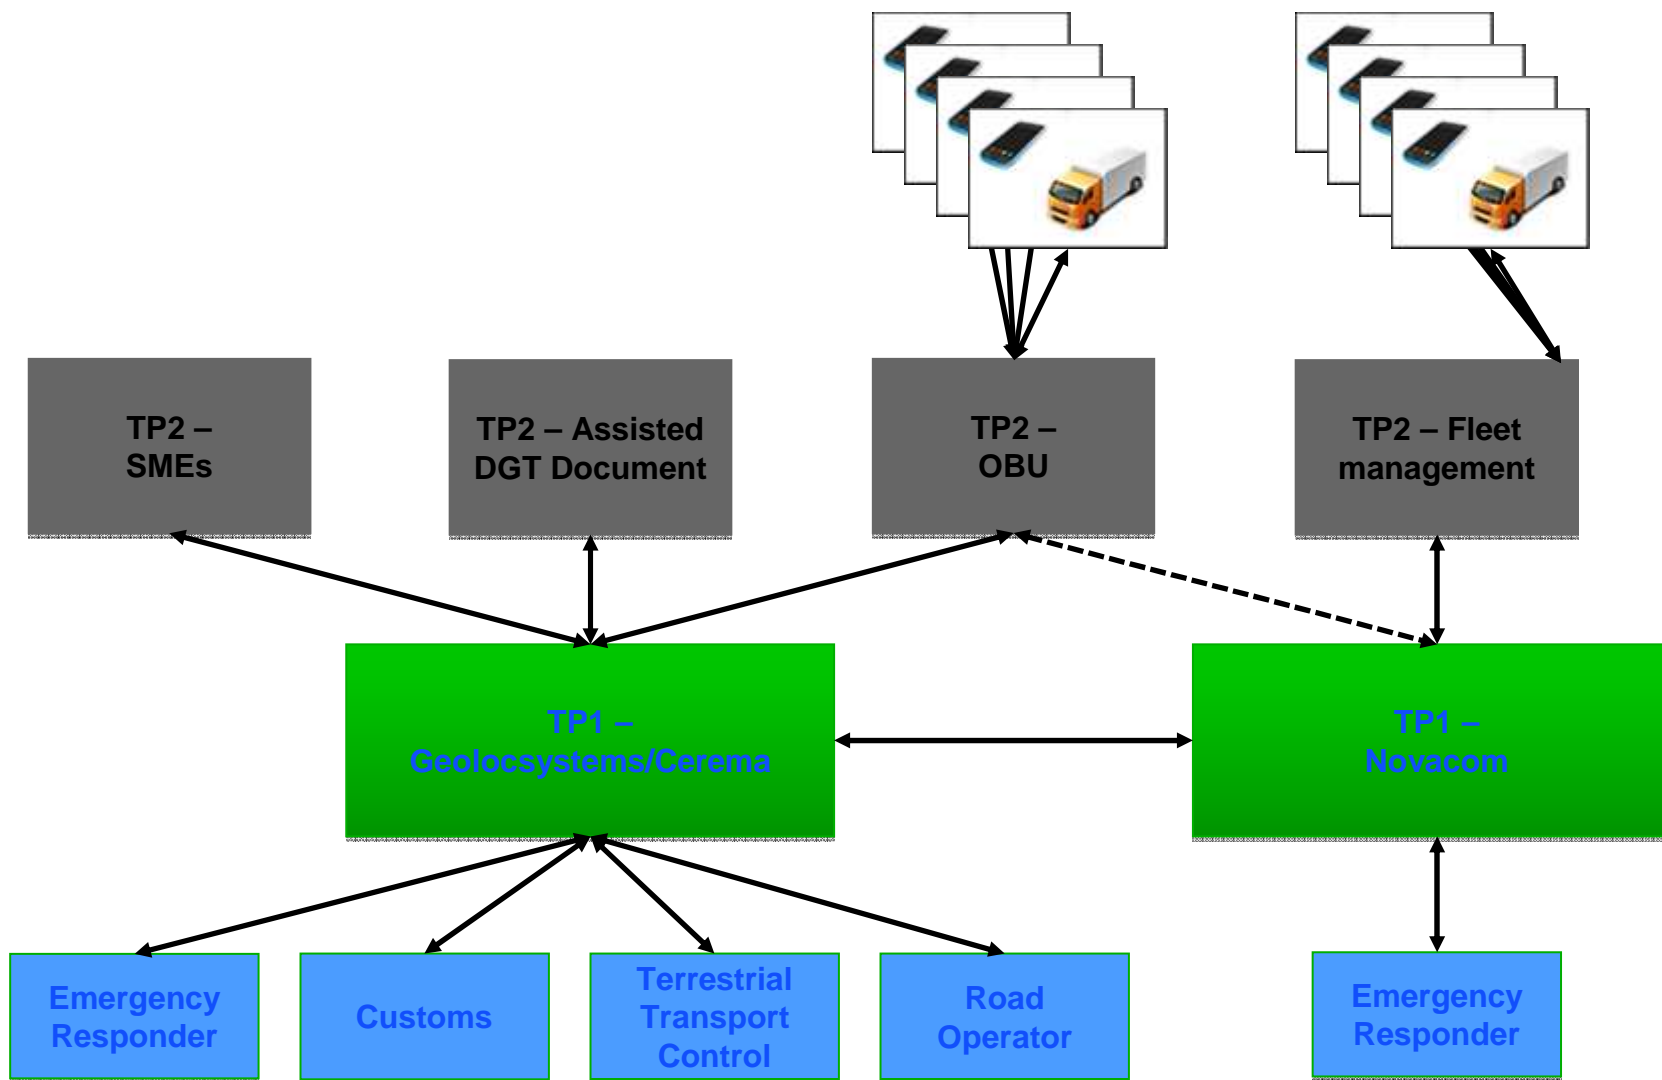 TP2 –
SMEs
TP2 – Assisted
DGT Document
TP2 –
OBU
TP2 – Fleet
management
TP1 –
Geolocsystems/Cerema
TP1 –
Novacom
Emergency
Responder
Customs
Terrestrial
Transport
Control
Road
Operator
Emergency
Responder